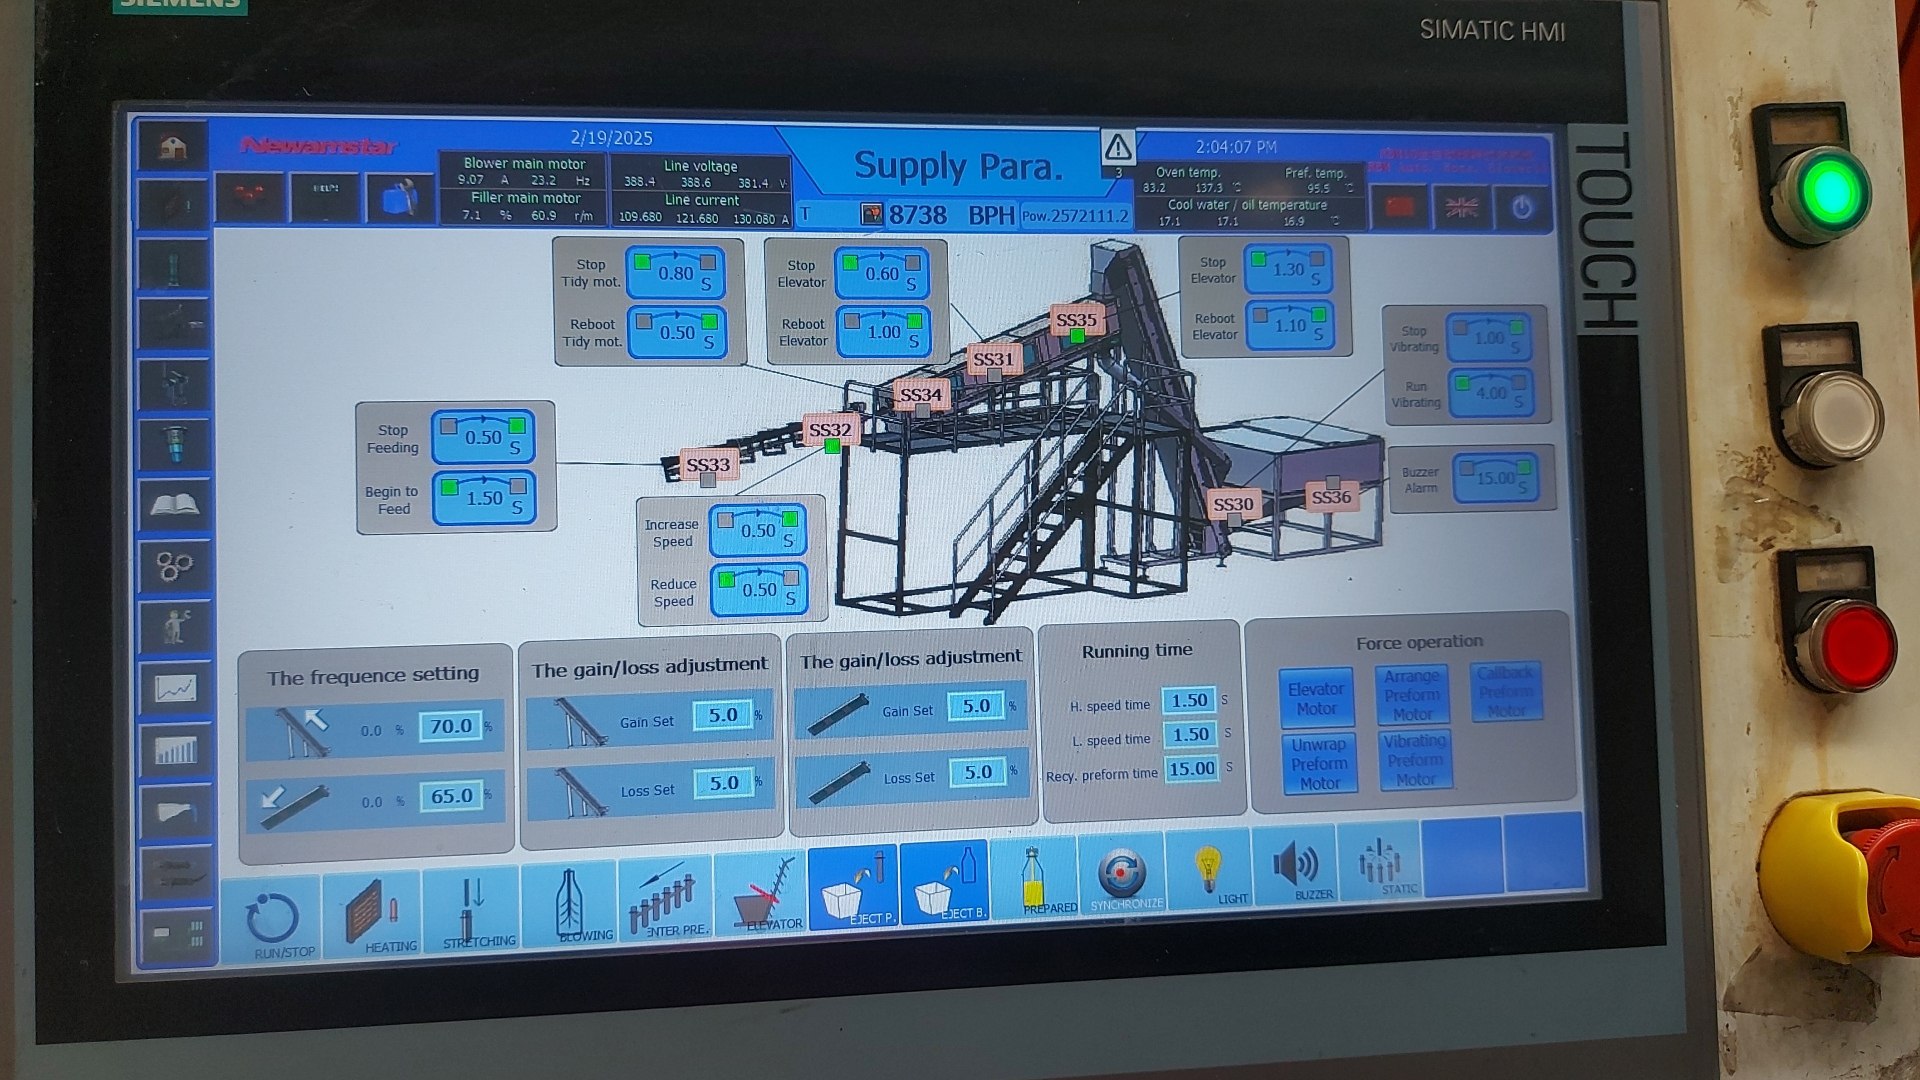 SIEMENS
SIMATIC HMI
TOUCH
Newamstar
2/19/2025
Supply Para.
3
2:04:07 PM
HELP!
Blower main motor
9.07 A 23.2 Hz
Filler main motor
7.1 % 60.9 r/m
Line voltage
388.4 388.6 381.4 V
Line current
109.680 121.680 130.080 A
T 8738 BPH
Pow.2572111.2
Oven temp. Pref. temp.
83.2 137.3 °C 95.5 °C
Cool water / oil temperature
17.1 17.1 16.9 °C
Stop
Tidy mot.
0.80 S
Reboot
Tidy mot.
0.50 S
Stop
Elevator
0.60 S
Reboot
Elevator
1.00 S
Stop
Elevator
1.30 S
Reboot
Elevator
1.10 S
Stop
Vibrating
1.00 S
Run
Vibrating
4.00 S
Buzzer
Alarm
15.00 S
Stop
Feeding
0.50 S
Begin to
Feed
1.50 S
Increase
Speed
0.50 S
Reduce
Speed
0.50 S
SS35
SS31
SS34
SS32
SS33
SS30
SS36
The frequence setting
0.0 % 70.0 %
0.0 % 65.0 %
The gain/loss adjustment
Gain Set 5.0 %
Loss Set 5.0 %
The gain/loss adjustment
Gain Set 5.0 %
Loss Set 5.0 %
Running time
H. speed time 1.50 S
L. speed time 1.50 S
Recy. preform time 15.00 S
Force operation
Elevator
Motor
Arrange
Preform
Motor
Callback
Preform
Motor
Unwrap
Preform
Motor
Vibrating
Preform
Motor
RUN/STOP
HEATING
STRETCHING
BLOWING
ENTER PRE.
ELEVATOR
EJECT P.
EJECT B.
PREPARED
SYNCHRONIZE
LIGHT
BUZZER
STATIC